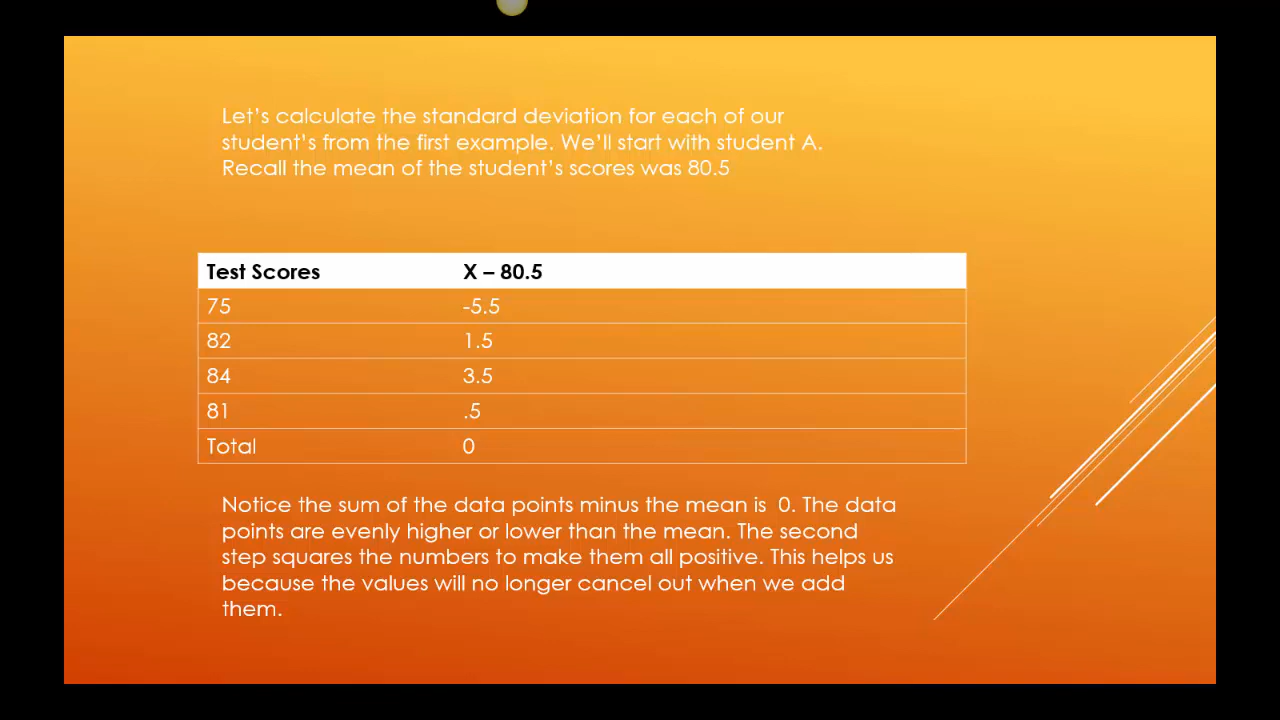 Let's calculate the standard deviation for each of our
student's from the first example. We'll start with student A.
Recall the mean of the student's scores was 80.5
Test Scores X – 80.5
75 -5.5
82 1.5
84 3.5
81 .5
Total 0
Notice the sum of the data points minus the mean is 0. The data
points are evenly higher or lower than the mean. The second
step squares the numbers to make them all positive. This helps us
because the values will no longer cancel out when we add
them.